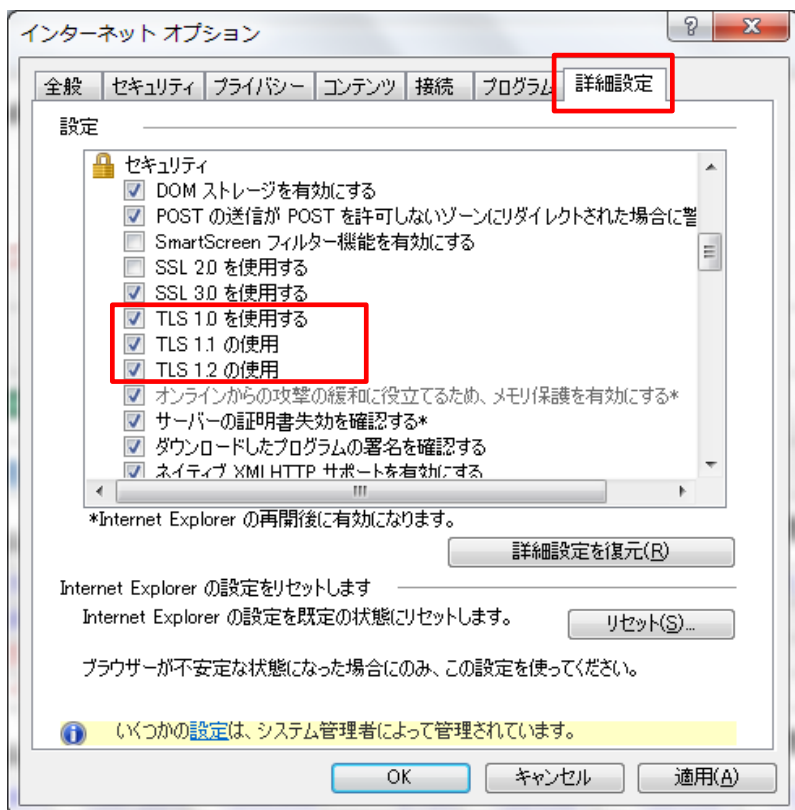 インターネット オプション
全般 セキュリティ プライバシー コンテンツ 接続 プログラム 詳細設定
設定
セキュリティ
DOM ストレージを有効にする
POST の送信が POST を許可しないゾーンにリダイレクトされた場合に警
SmartScreen フィルター機能を有効にする
SSL 2.0 を使用する
SSL 3.0 を使用する
TLS 1.0 を使用する
TLS 1.1 の使用
TLS 1.2 の使用
オンラインからの攻撃の緩和に役立てるため、メモリ保護を有効にする*
サーバーの証明書失効を確認する*
ダウンロードしたプログラムの署名を確認する
ネイティブ XMLHTTP サポートを有効にする
*Internet Explorer の再開後に有効になります。
詳細設定を復元(R)
Internet Explorer の設定をリセットします
Internet Explorer の設定を既定の状態にリセットします。
リセット(S)...
ブラウザーが不安定な状態になった場合にのみ、この設定を使ってください。
いくつかの設定は、システム管理者によって管理されています。
OK キャンセル 適用(A)